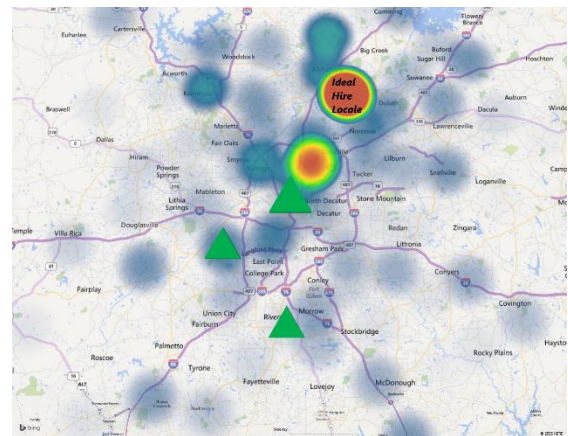 Cartersville
Cumming
Flowery
Branch
Euharlee
Woodstock
Big Creek
Buford
Sugar Hill
Hoschton
Acworth
Suwanee
Ideal
Hire
Locale
Braswell
Duluth
Auburn
Dacula
Marietta
Norcross
Lawrenceville
Dallas
Fair Oaks
Hiram
Smyrna
Powder
Springs
Tucker
Lilburn
Snellville
Loganville
Mableton
North Decatur
Stone Mountain
Lithia
Springs
Decatur
Temple
Villa Rica
Douglasville
Redan
Zingara
Gresham Park
Lithonia
East Point
College Park
Conyers
Fairplay
Conley
Fort
Gillem
Covington
Union City
Morrow
Fairburn
Stockbridge
Palmetto
Rocky Plains
Roscoe
Tyrone
Fayetteville
Lovejoy
McDonough
bing